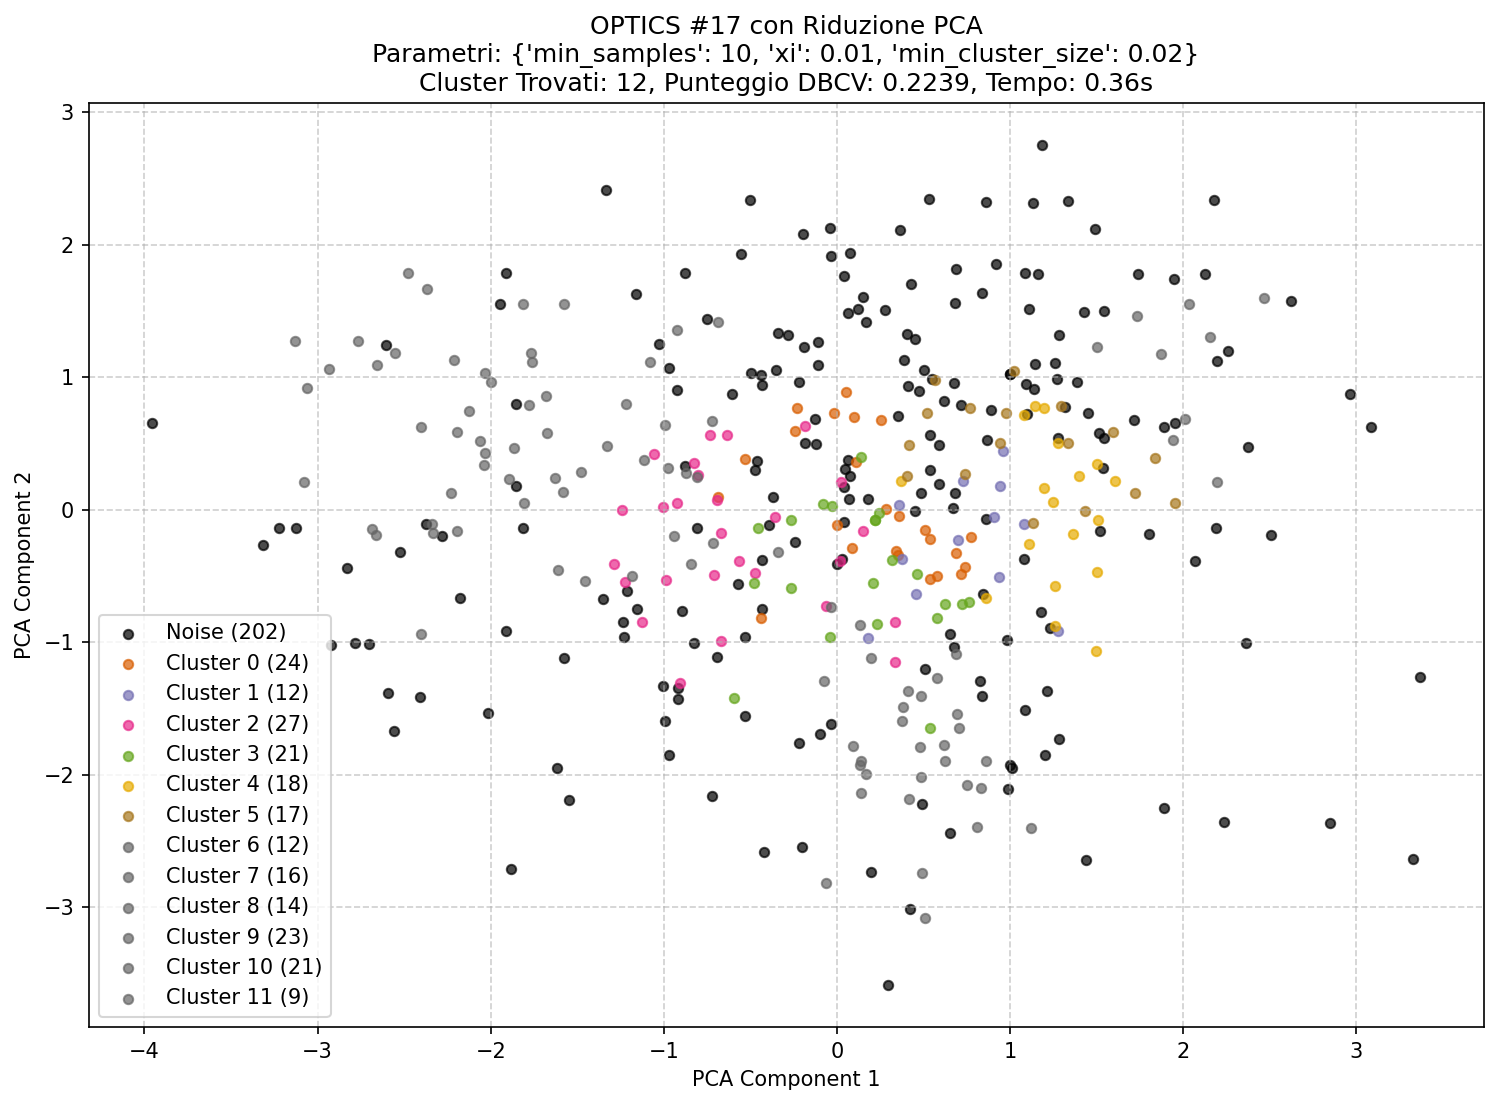 OPTICS #17 con Riduzione PCA
Parametri: {'min_samples': 10, 'xi': 0.01, 'min_cluster_size': 0.02}
Cluster Trovati: 12, Punteggio DBCV: 0.2239, Tempo: 0.36s
3
2
1
0
−1
−2
−3
PCA Component 2
Noise (202)
Cluster 0 (24)
Cluster 1 (12)
Cluster 2 (27)
Cluster 3 (21)
Cluster 4 (18)
Cluster 5 (17)
Cluster 6 (12)
Cluster 7 (16)
Cluster 8 (14)
Cluster 9 (23)
Cluster 10 (21)
Cluster 11 (9)
−4 −3 −2 −1 0 1 2 3
PCA Component 1